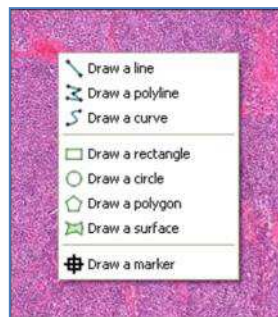 Draw a line
Draw a polyline
Draw a curve
Draw a rectangle
Draw a circle
Draw a polygon
Draw a surface
Draw a marker